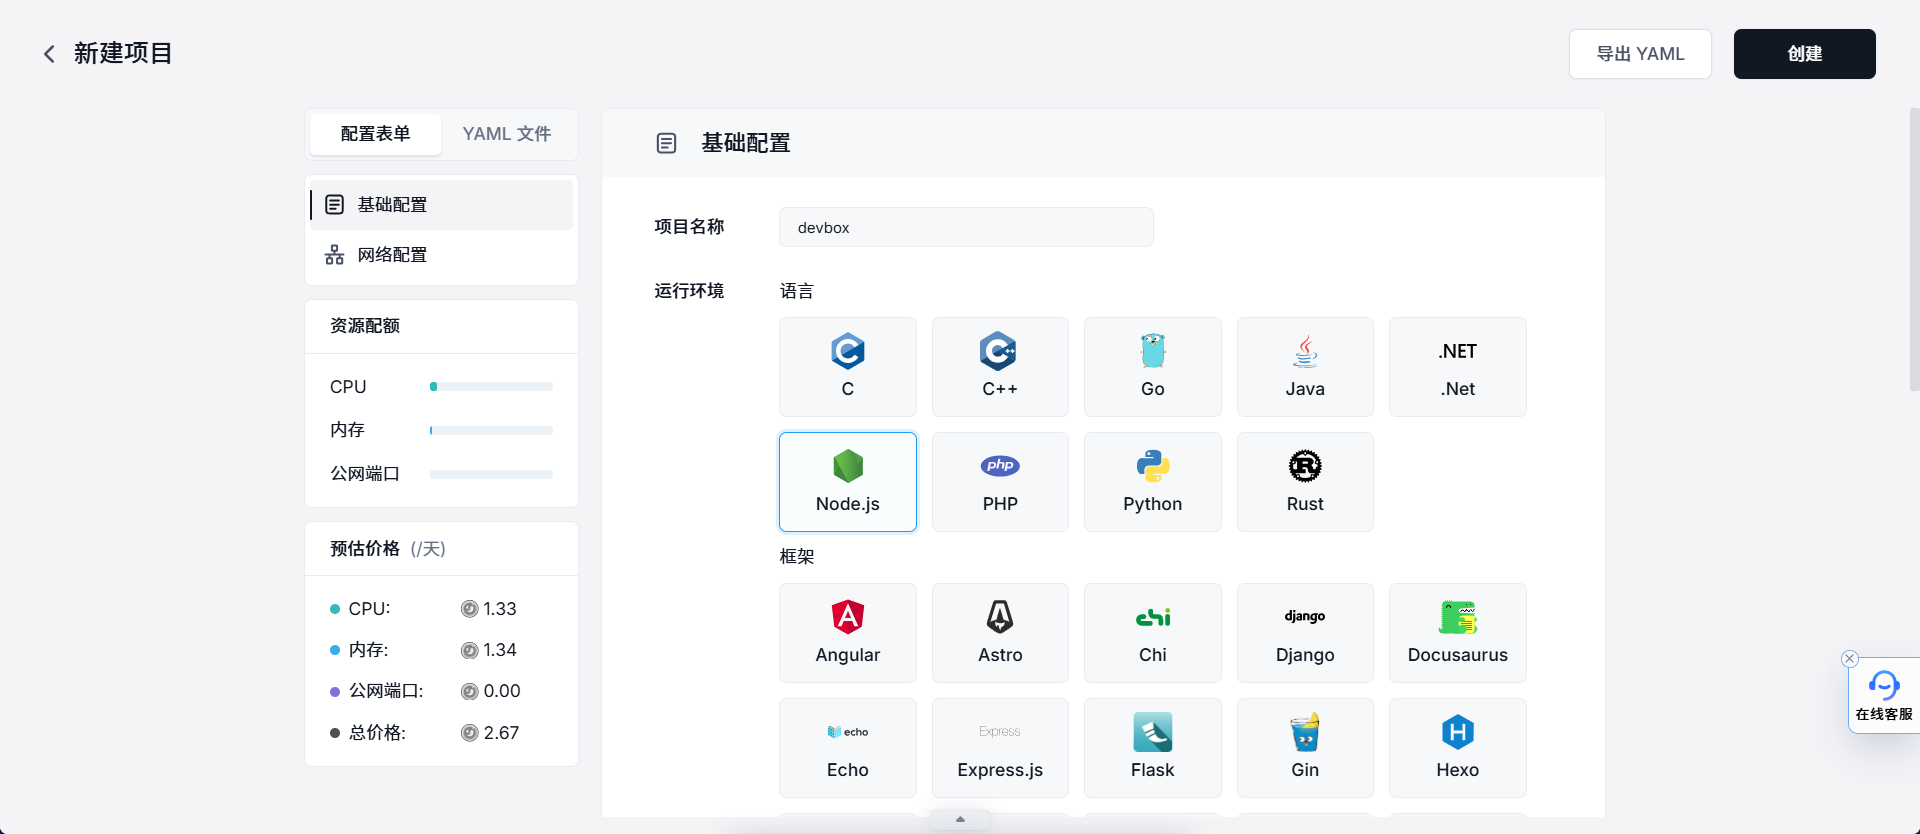 新建项目
导出 YAML
创建
配置表单
YAML 文件
基础配置
网络配置
资源配额
CPU
内存
公网端口
预估价格 (/天)
CPU: 1.33
内存: 1.34
公网端口: 0.00
总价格: 2.67
基础配置
项目名称
devbox
运行环境
语言
C
C++
Go
Java
.NET
.Net
Node.js
php
PHP
Python
Rust
框架
Angular
Astro
chi
Chi
django
Django
Docusaurus
echo
Echo
Express
Express.js
Flask
Gin
Hexo
在线客服